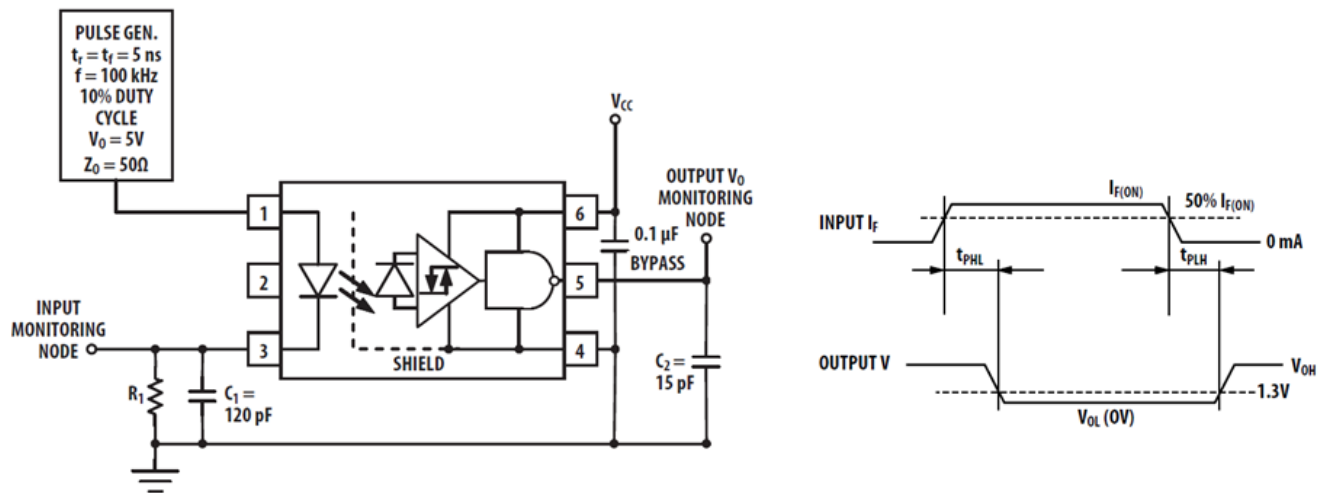 PULSE GEN.
tr = tf = 5 ns
f = 100 kHz
10% DUTY
CYCLE
VO = 5V
ZO = 50Ω
VCC
OUTPUT VO
MONITORING
NODE
1
2
3
6
5
4
0.1 µF
BYPASS
SHIELD
INPUT
MONITORING
NODE
R1
C1 =
120 pF
C2 =
15 pF
INPUT IF
IF(ON)
50% IF(ON)
0 mA
tPHL
tPLH
OUTPUT V
VOH
1.3V
VOL (0V)